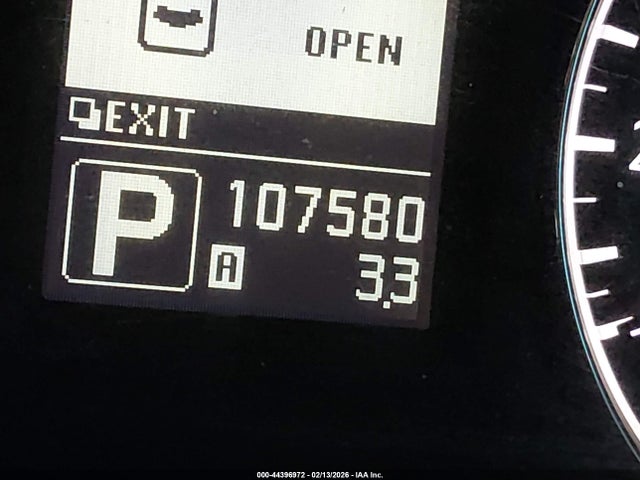 OPEN
EXIT
P
107580
A 3.3
000-44396972 - 02/13/2026 - IAA Inc.